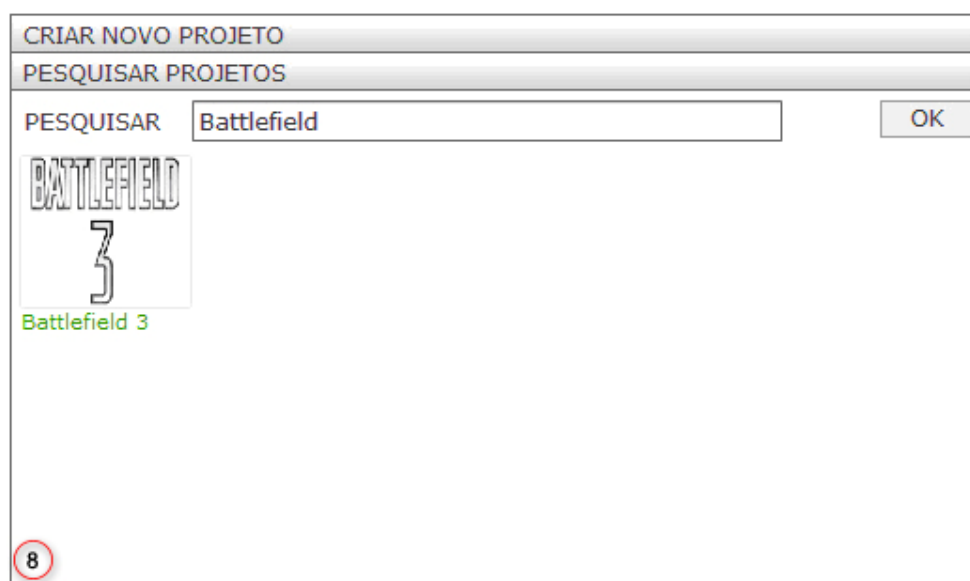 CRIAR NOVO PROJETO
PESQUISAR PROJETOS
PESQUISAR Battlefield OK
BATTLEFIELD
3
Battlefield 3
8